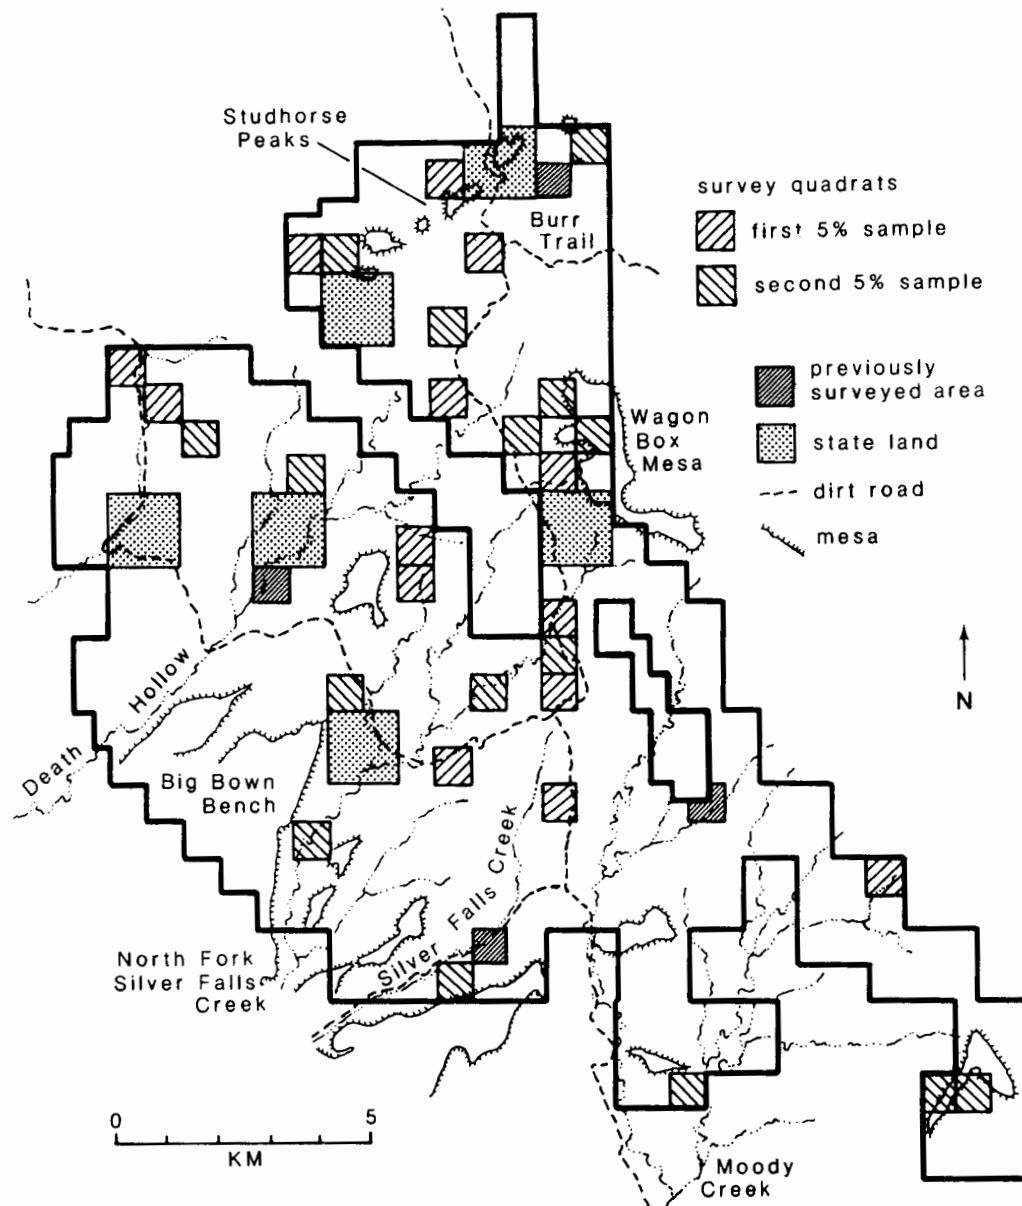 Studhorse
Peaks
survey quadrats
first 5% sample
second 5% sample
Burr
Trail
previously
surveyed area
state land
dirt road
mesa
Wagon
Box
Mesa
N
Death Hollow
Big Bown
Bench
Silver Falls Creek
North Fork
Silver Falls
Creek
0 5
KM
Moody
Creek